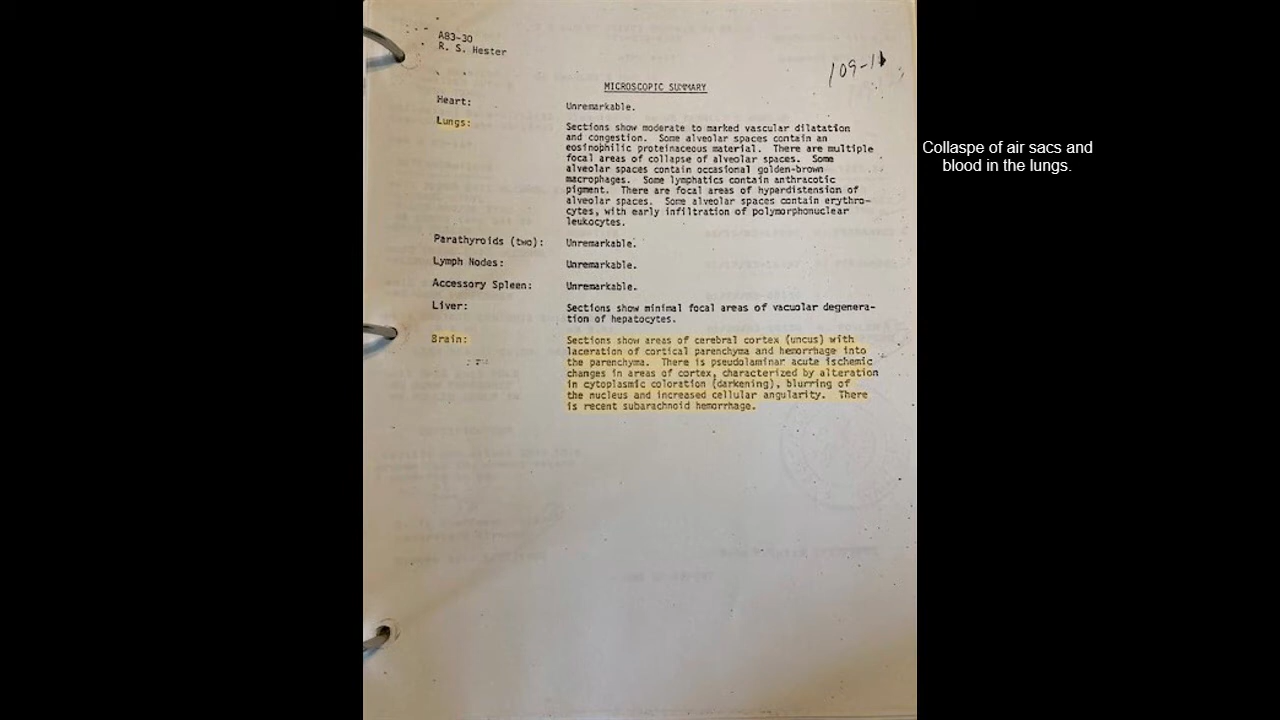 A83-30
R. S. Hester
109-11
MICROSCOPIC SUMMARY
Heart: Unremarkable.
Lungs: Sections show moderate to marked vascular dilatation
and congestion. Some alveolar spaces contain an
eosinophilic proteinaceous material. There are multiple
focal areas of collapse of alveolar spaces. Some
alveolar spaces contain occasional golden-brown
macrophages. Some lymphatics contain anthracotic
pigment. There are focal areas of hyperdistension of
alveolar spaces. Some alveolar spaces contain erythro-
cytes, with early infiltration of polymorphonuclear
leukocytes.
Parathyroids (two): Unremarkable.
Lymph Nodes: Unremarkable.
Accessory Spleen: Unremarkable.
Liver: Sections show minimal focal areas of vacuolar degenera-
tion of hepatocytes.
Brain: Sections show areas of cerebral cortex (uncus) with
laceration of cortical parenchyma and hemorrhage into
the parenchyma. There is pseudolaminar acute ischemic
changes in areas of cortex, characterized by alteration
in cytoplasmic coloration (darkening), blurring of
the nucleus and increased cellular angularity. There
is recent subarachnoid hemorrhage.
Collaspe of air sacs and
blood in the lungs.